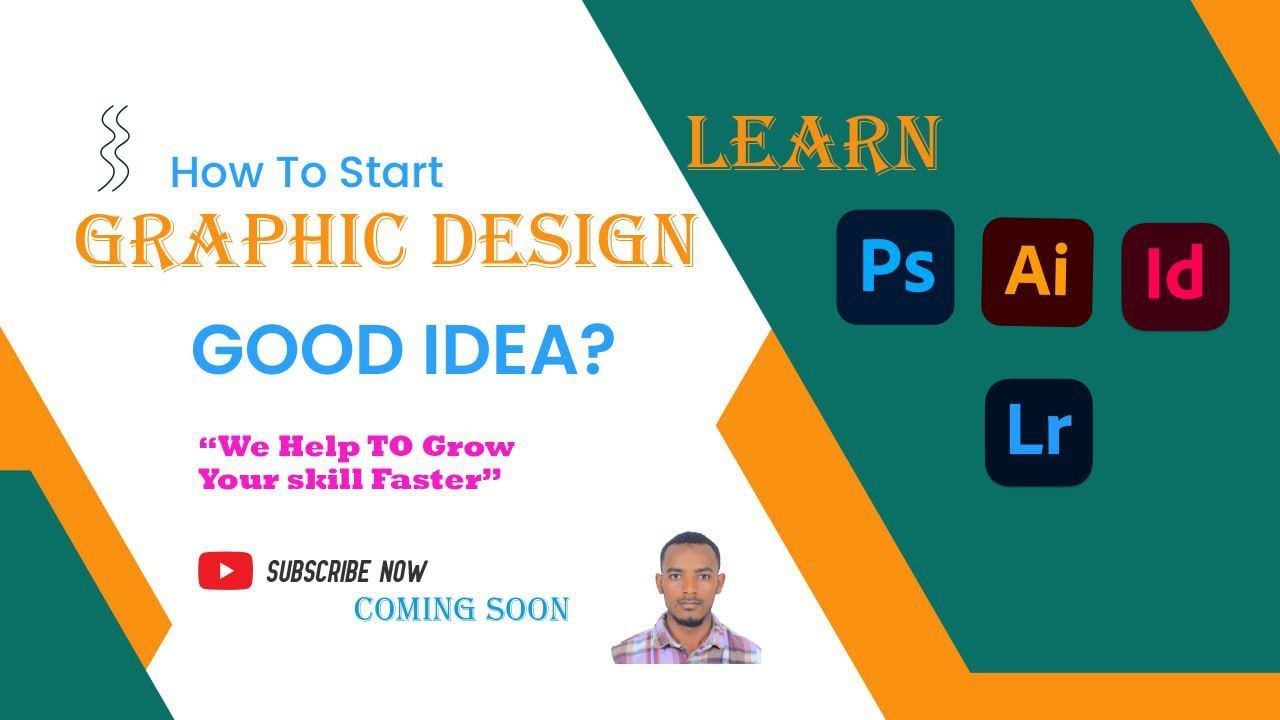 How To Start
GRAPHIC DESIGN
GOOD IDEA?
“We Help TO Grow
Your skill Faster”
SUBSCRIBE NOW
COMING SOON
LEARN
Ps Ai Id
Lr